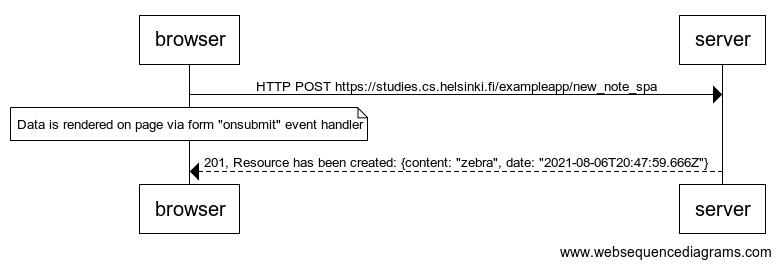 browser
server
HTTP POST https://studies.cs.helsinki.fi/exampleapp/new_note_spa
Data is rendered on page via form "onsubmit" event handler
201, Resource has been created: {content: "zebra", date: "2021-08-06T20:47:59.666Z"}
browser
server
www.websequencediagrams.com